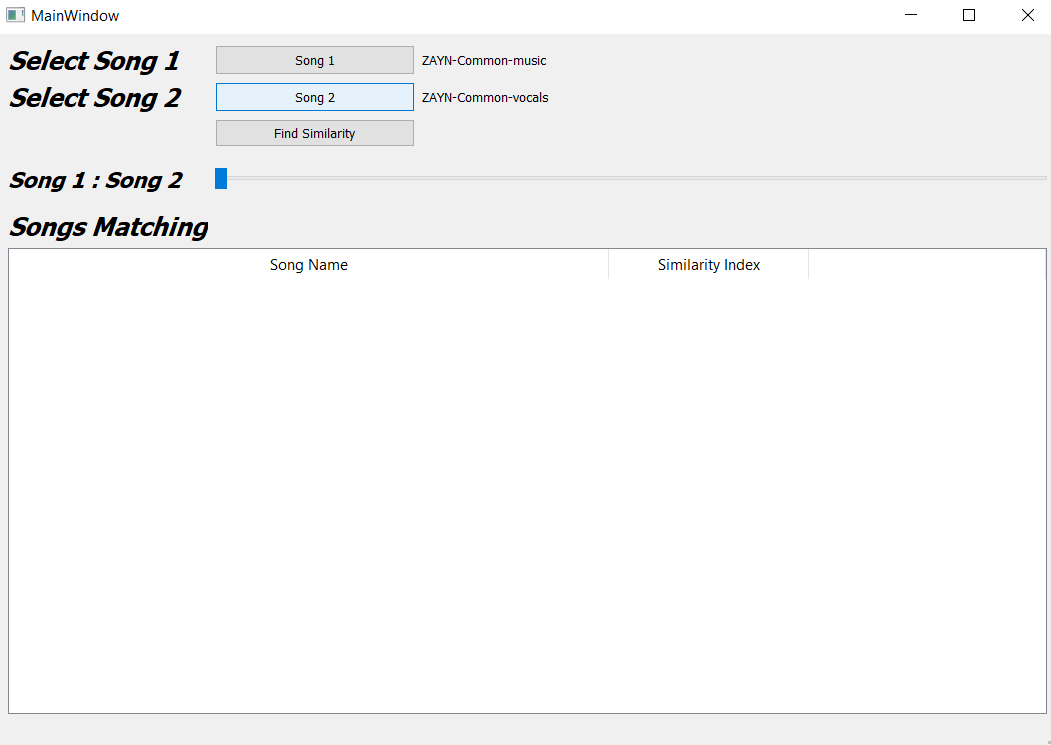 MainWindow
Select Song 1 Song 1 ZAYN-Common-music
Select Song 2 Song 2 ZAYN-Common-vocals
Find Similarity
Song 1 : Song 2
Songs Matching
Song Name Similarity Index